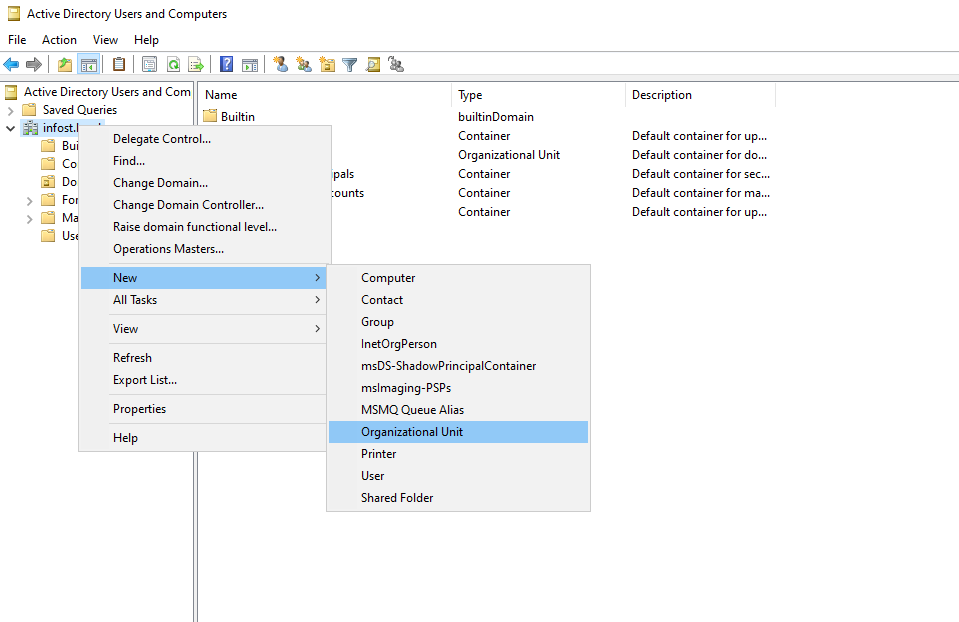 Active Directory Users and Computers
File Action View Help
Active Directory Users and Com
Saved Queries
Name Type Description
Builtin builtinDomain
Container Default container for up...
Organizational Unit Default container for do...
ipals Container Default container for sec...
counts Container Default container for ma...
Container Default container for up...
Bui
Co
Do
For
Ma
Use
Delegate Control...
Find...
Change Domain...
Change Domain Controller...
Raise domain functional level...
Operations Masters...
New
All Tasks
View
Refresh
Export List...
Properties
Help
Computer
Contact
Group
InetOrgPerson
msDS-ShadowPrincipalContainer
msImaging-PSPs
MSMQ Queue Alias
Organizational Unit
Printer
User
Shared Folder